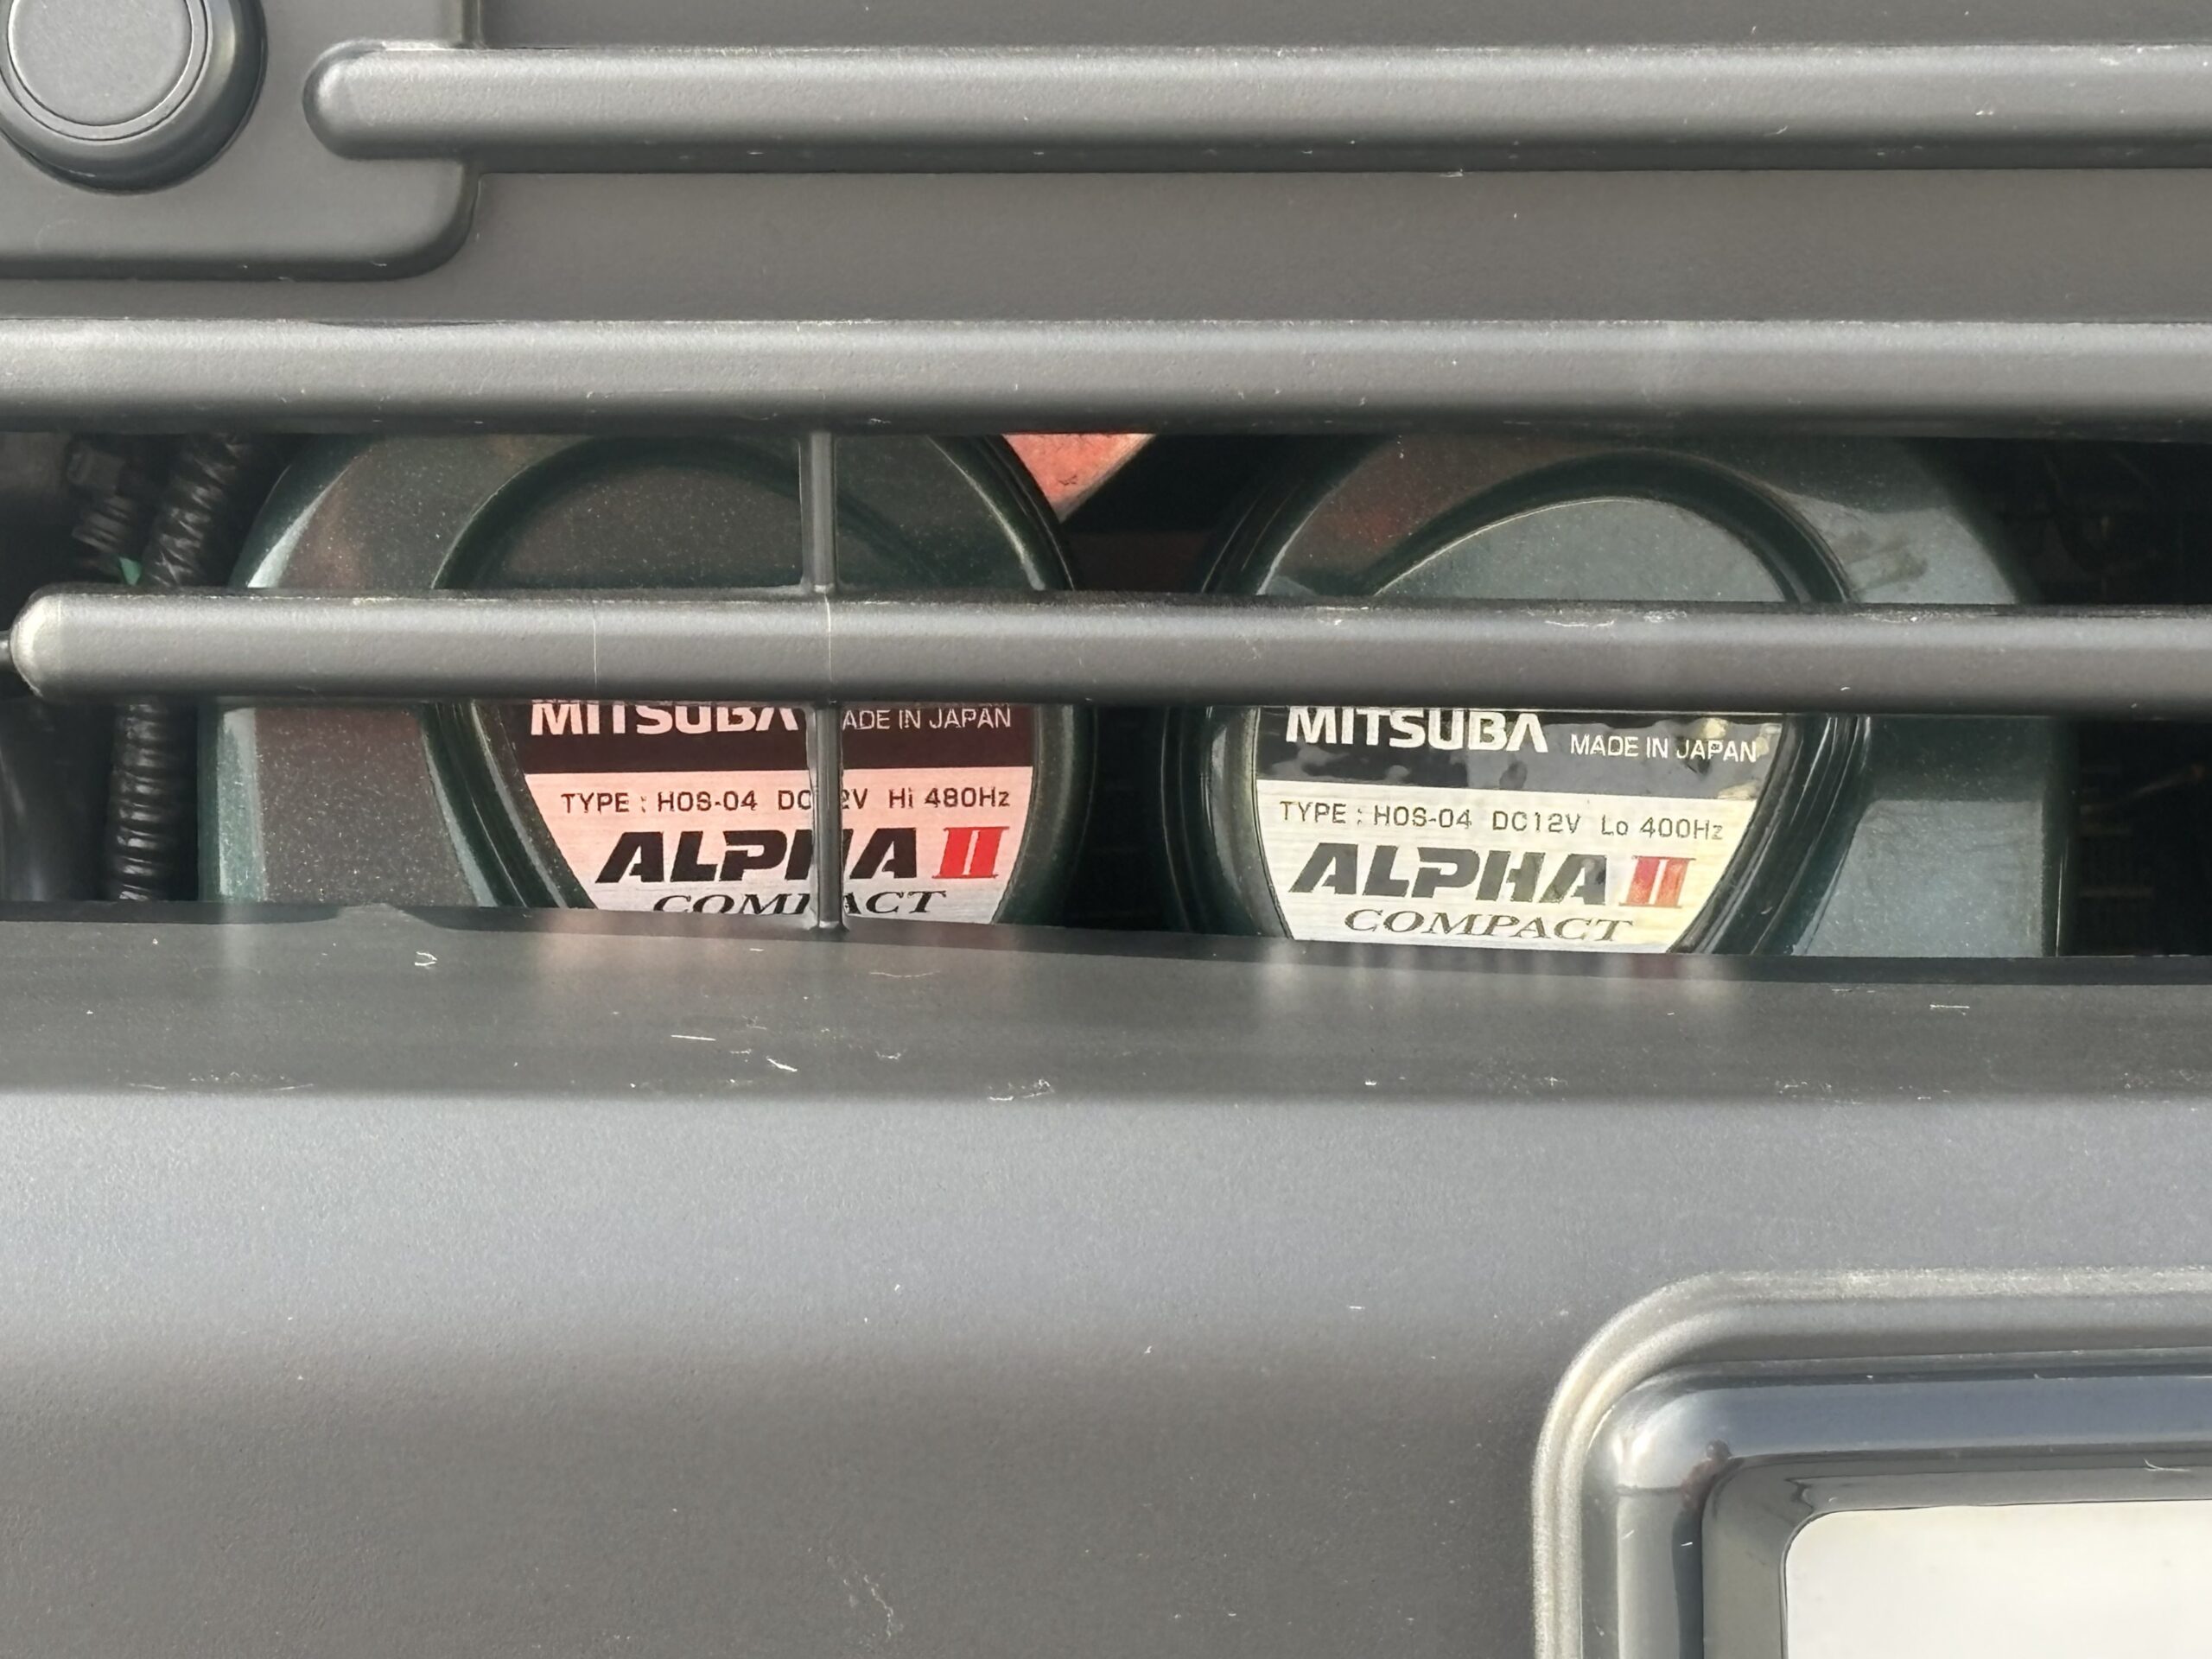 MITSUBA MADE IN JAPAN
TYPE : HOS-04 DC12V Hi 480Hz
ALPHA II
COMPACT
MITSUBA MADE IN JAPAN
TYPE : HOS-04 DC12V Lo 400Hz
ALPHA II
COMPACT